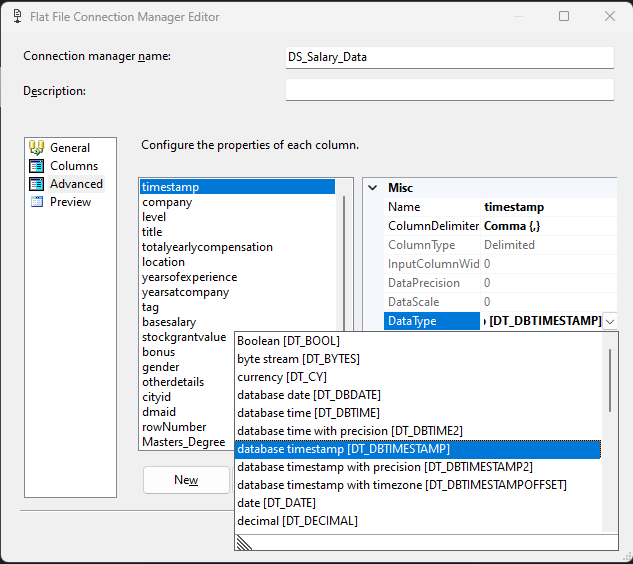 Flat File Connection Manager Editor
Connection manager name:
DS_Salary_Data
Description:
General
Columns
Advanced
Preview
Configure the properties of each column.
timestamp
company
level
title
totalyearlycompensation
location
yearsofexperience
yearsatcompany
tag
basesalary
stockgrantvalue
bonus
gender
otherdetails
cityid
dmaid
rowNumber
Masters_Degree
New
Misc
Name timestamp
ColumnDelimiter Comma {,}
ColumnType Delimited
InputColumnWid 0
DataPrecision 0
DataScale 0
DataType [DT_DBTIMESTAMP]
Boolean [DT_BOOL]
byte stream [DT_BYTES]
currency [DT_CY]
database date [DT_DBDATE]
database time [DT_DBTIME]
database time with precision [DT_DBTIME2]
database timestamp [DT_DBTIMESTAMP]
database timestamp with precision [DT_DBTIMESTAMP2]
database timestamp with timezone [DT_DBTIMESTAMPOFFSET]
date [DT_DATE]
decimal [DT_DECIMAL]